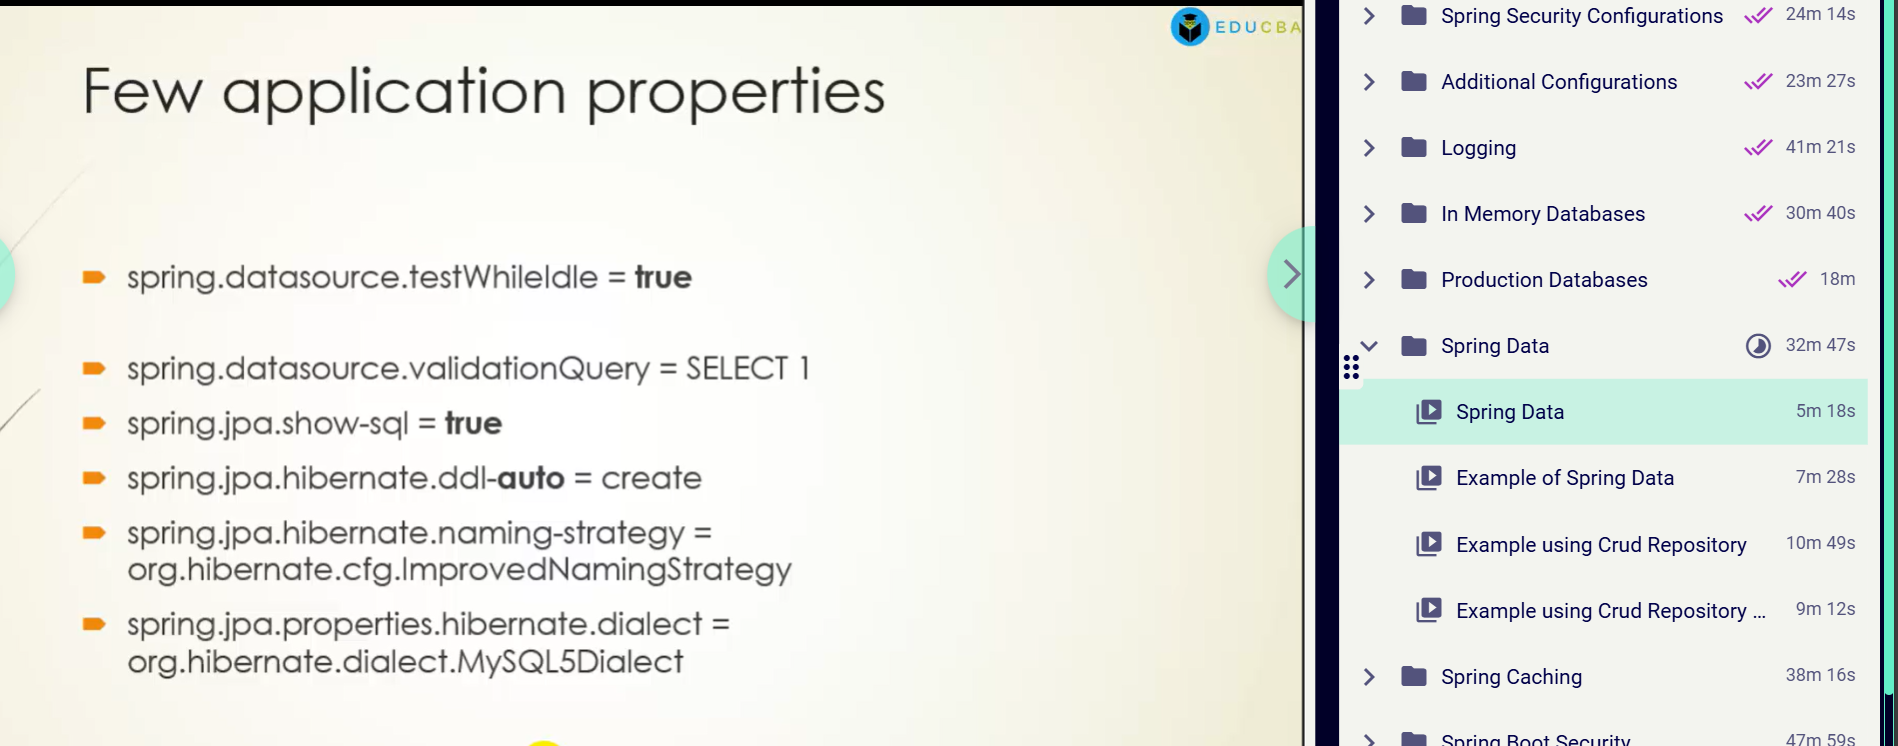 EDUCBA
Few application properties
spring.datasource.testWhileIdle = true
spring.datasource.validationQuery = SELECT 1
spring.jpa.show-sql = true
spring.jpa.hibernate.ddl-auto = create
spring.jpa.hibernate.naming-strategy =
org.hibernate.cfg.ImprovedNamingStrategy
spring.jpa.properties.hibernate.dialect =
org.hibernate.dialect.MySQL5Dialect
Spring Security Configurations 24m 14s
Additional Configurations 23m 27s
Logging 41m 21s
In Memory Databases 30m 40s
Production Databases 18m
Spring Data 32m 47s
Spring Data 5m 18s
Example of Spring Data 7m 28s
Example using Crud Repository 10m 49s
Example using Crud Repository ... 9m 12s
Spring Caching 38m 16s
Spring Boot Security 47m 59s